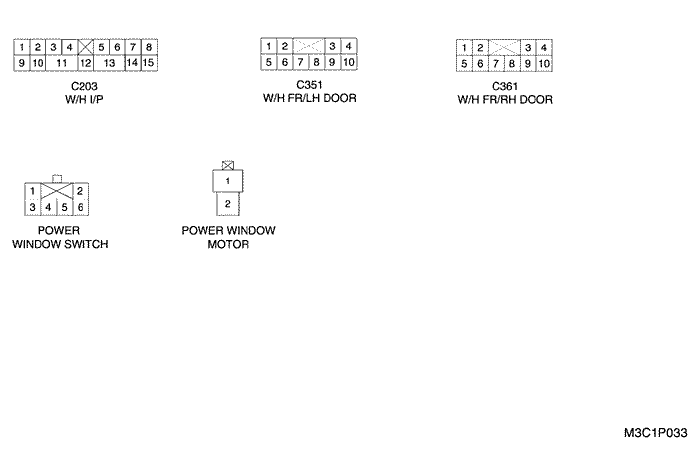 1 2 3 4 5 6 7 8
9 10 11 12 13 14 15
C203
W/H I/P
1 2 3 4
5 6 7 8 9 10
C351
W/H FR/LH DOOR
1 2 3 4
5 6 7 8 9 10
C361
W/H FR/RH DOOR
1 2
3 4 5 6
POWER
WINDOW SWITCH
1
2
POWER WINDOW
MOTOR
M3C1P033